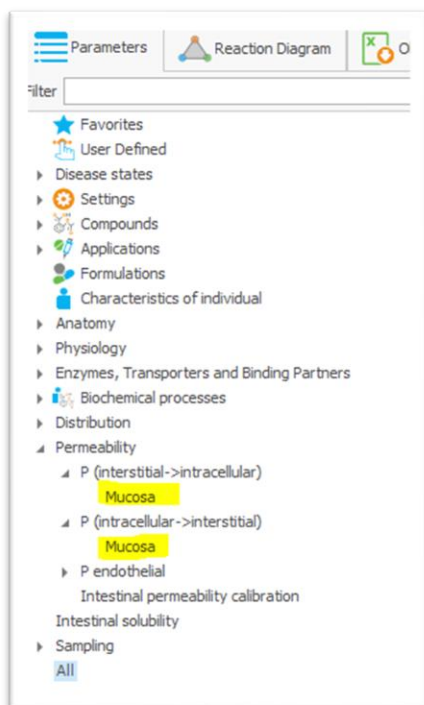 Parameters Reaction Diagram O
Filter
Favorites
User Defined
Disease states
Settings
Compounds
Applications
Formulations
Characteristics of individual
Anatomy
Physiology
Enzymes, Transporters and Binding Partners
Biochemical processes
Distribution
Permeability
P (interstitial->intracellular)
Mucosa
P (intracellular->interstitial)
Mucosa
P endothelial
Intestinal permeability calibration
Intestinal solubility
Sampling
All